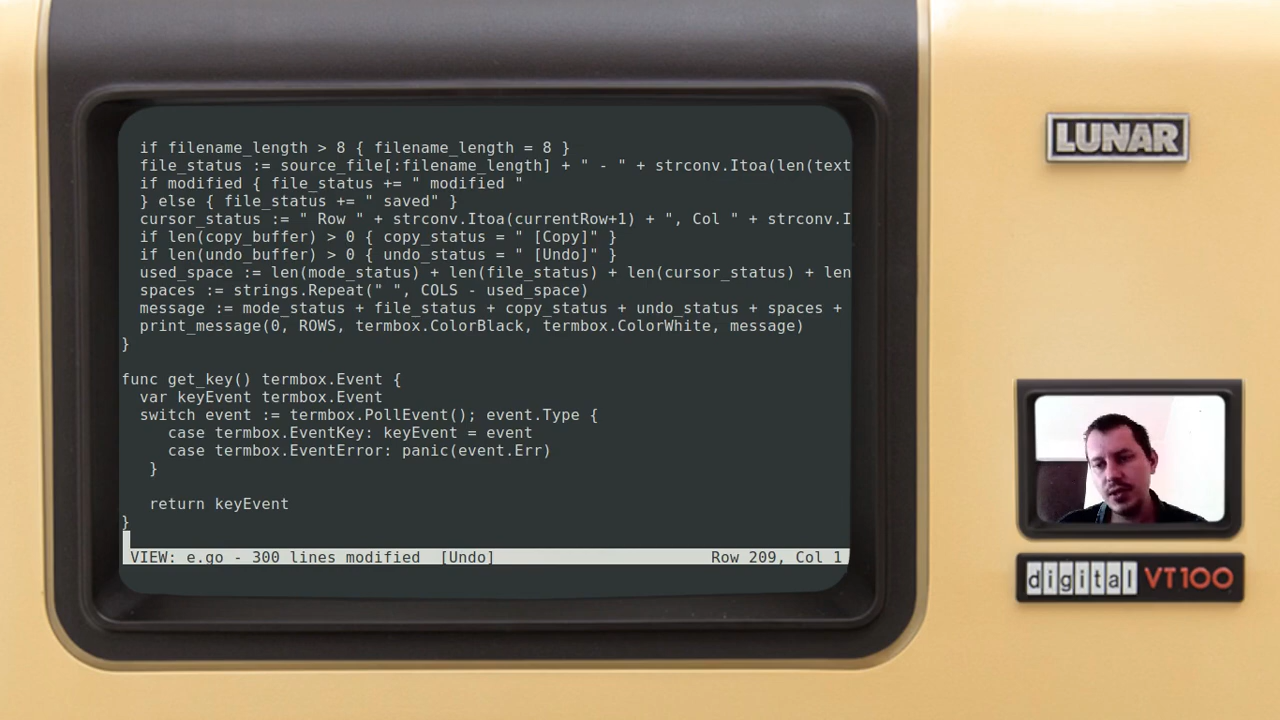 if filename_length > 8 { filename_length = 8 }
file_status := source_file[:filename_length] + " - " + strconv.Itoa(len(text
if modified { file_status += " modified "
} else { file_status += " saved" }
cursor_status := " Row " + strconv.Itoa(currentRow+1) + ", Col " + strconv.I
if len(copy_buffer) > 0 { copy_status = " [Copy]" }
if len(undo_buffer) > 0 { undo_status = " [Undo]" }
used_space := len(mode_status) + len(file_status) + len(cursor_status) + len
spaces := strings.Repeat(" ", COLS - used_space)
message := mode_status + file_status + copy_status + undo_status + spaces +
print_message(0, ROWS, termbox.ColorBlack, termbox.ColorWhite, message)
}
func get_key() termbox.Event {
var keyEvent termbox.Event
switch event := termbox.PollEvent(); event.Type {
case termbox.EventKey: keyEvent = event
case termbox.EventError: panic(event.Err)
}
return keyEvent
}
VIEW: e.go - 300 lines modified [Undo] Row 209, Col 1
LUNAR
digital VT100